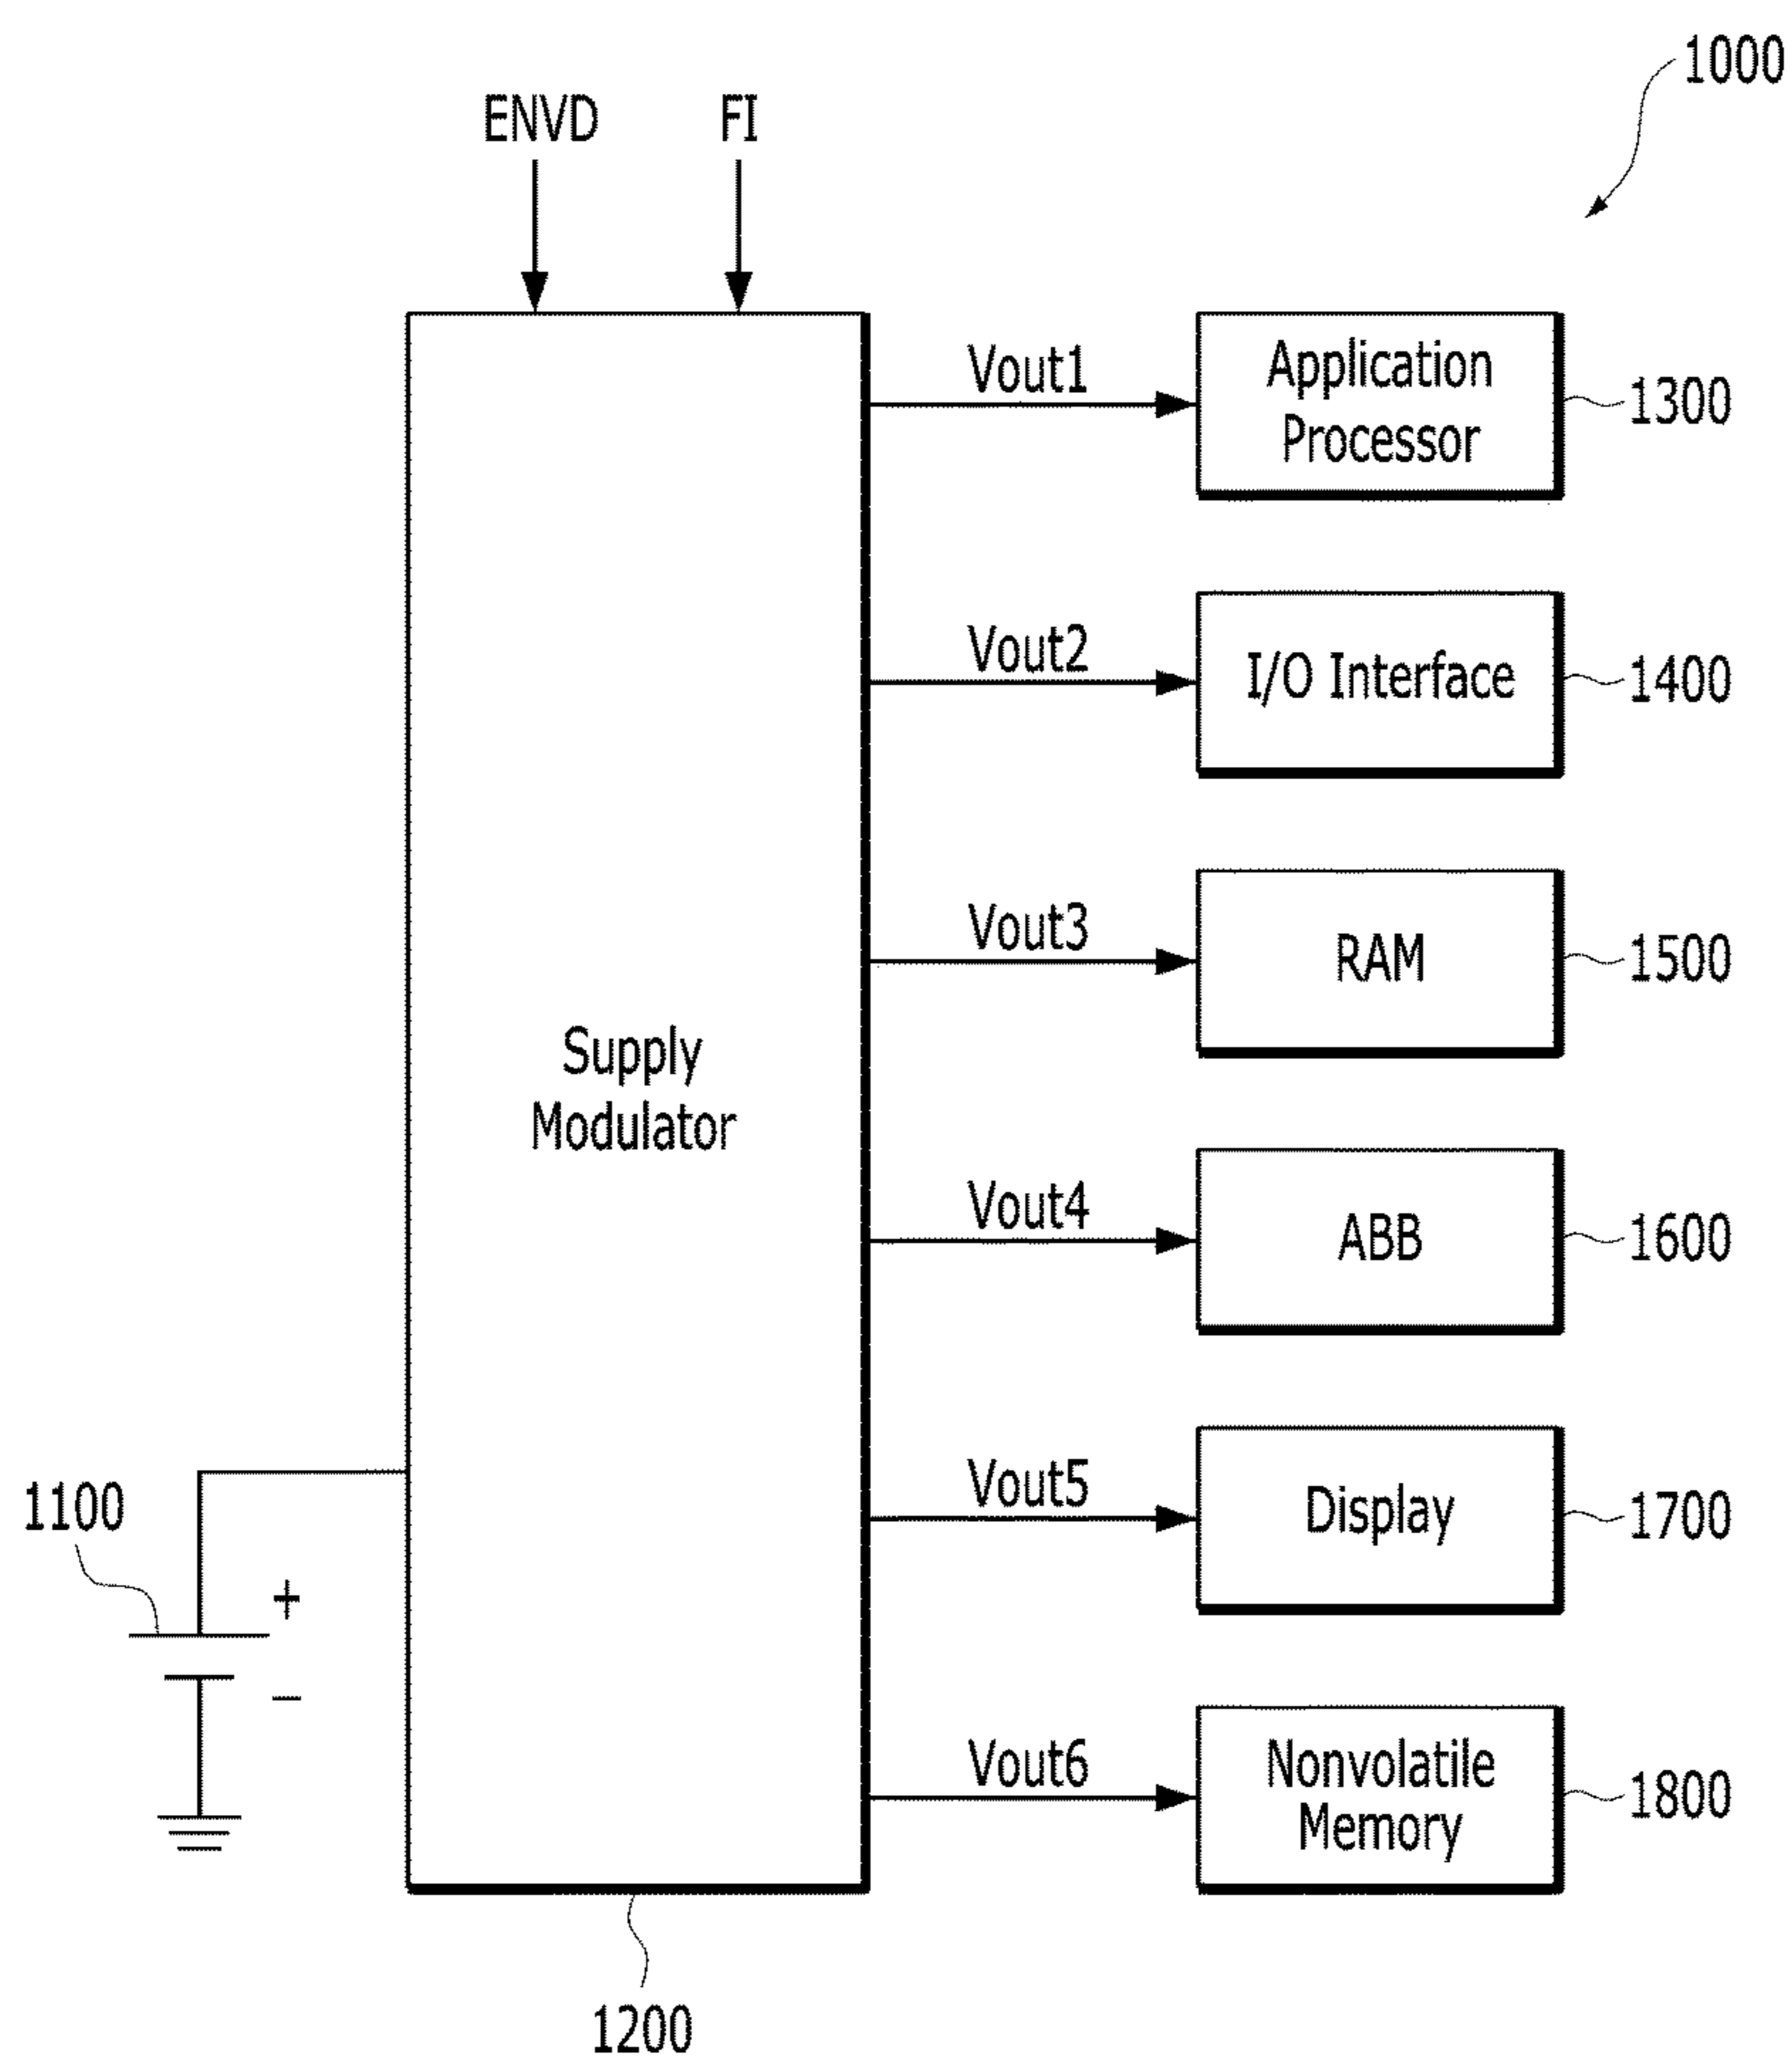 1000
ENVD
FI
Vout1
Application
Processor
1300
Vout2
I/O Interface
1400
Vout3
RAM
1500
Supply
Modulator
Vout4
ABB
1600
Vout5
Display
1700
1100
+
−
Vout6
Nonvolatile
Memory
1800
1200